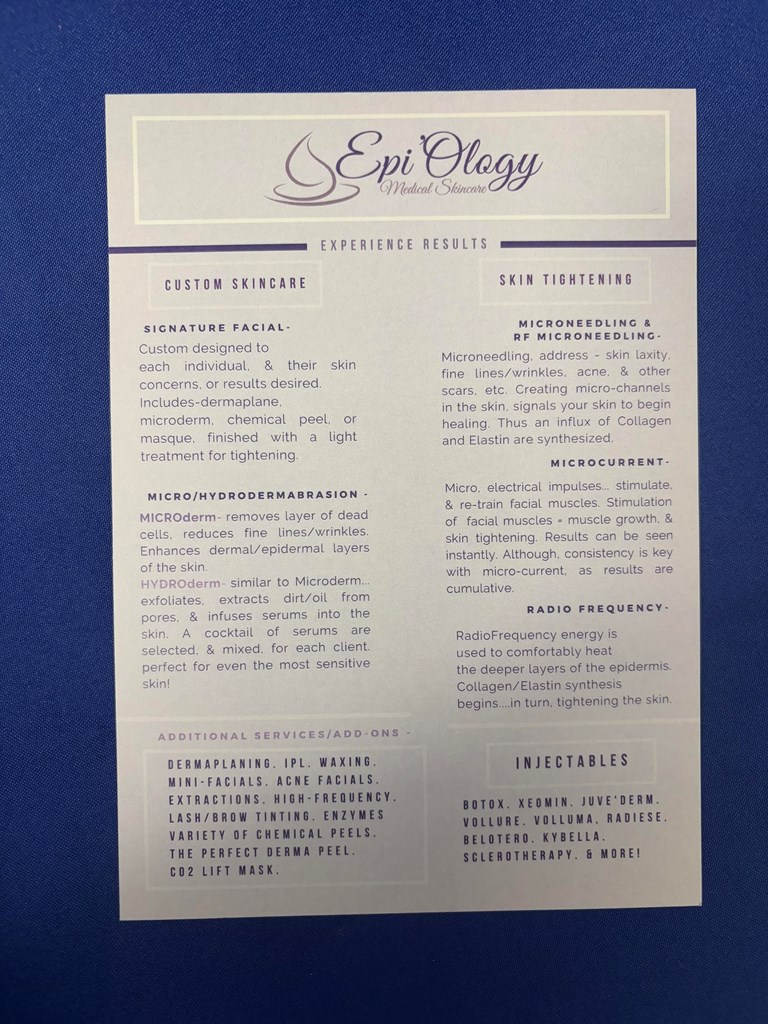 Epi'Ology
Medical Skincare
EXPERIENCE RESULTS
CUSTOM SKINCARE
SIGNATURE FACIAL-
Custom designed to
each individual, & their skin
concerns, or results desired.
Includes-dermaplane,
microderm, chemical peel, or
masque, finished with a light
treatment for tightening.
MICRO/HYDRODERMABRASION -
MICROderm- removes layer of dead
cells, reduces fine lines/wrinkles.
Enhances dermal/epidermal layers
of the skin.
HYDROderm- similar to Microderm...
exfoliates, extracts dirt/oil from
pores, & infuses serums into the
skin. A cocktail of serums are
selected, & mixed, for each client.
perfect for even the most sensitive
skin!
ADDITIONAL SERVICES/ADD-ONS -
DERMAPLANING. IPL. WAXING.
MINI-FACIALS. ACNE FACIALS.
EXTRACTIONS. HIGH-FREQUENCY.
LASH/BROW TINTING. ENZYMES
VARIETY OF CHEMICAL PEELS.
THE PERFECT DERMA PEEL.
CO2 LIFT MASK.
SKIN TIGHTENING
MICRONEEDLING &
RF MICRONEEDLING-
Microneedling, address - skin laxity,
fine lines/wrinkles, acne, & other
scars, etc. Creating micro-channels
in the skin, signals your skin to begin
healing. Thus an influx of Collagen
and Elastin are synthesized.
MICROCURRENT-
Micro, electrical impulses... stimulate,
& re-train facial muscles. Stimulation
of facial muscles = muscle growth, &
skin tightening. Results can be seen
instantly. Although, consistency is key
with micro-current, as results are
cumulative.
RADIO FREQUENCY-
RadioFrequency energy is
used to comfortably heat
the deeper layers of the epidermis.
Collagen/Elastin synthesis
begins....in turn, tightening the skin.
INJECTABLES
BOTOX. XEOMIN. JUVE'DERM.
VOLLURE. VOLLUMA, RADIESE.
BELOTERO. KYBELLA.
SCLEROTHERAPY. & MORE!